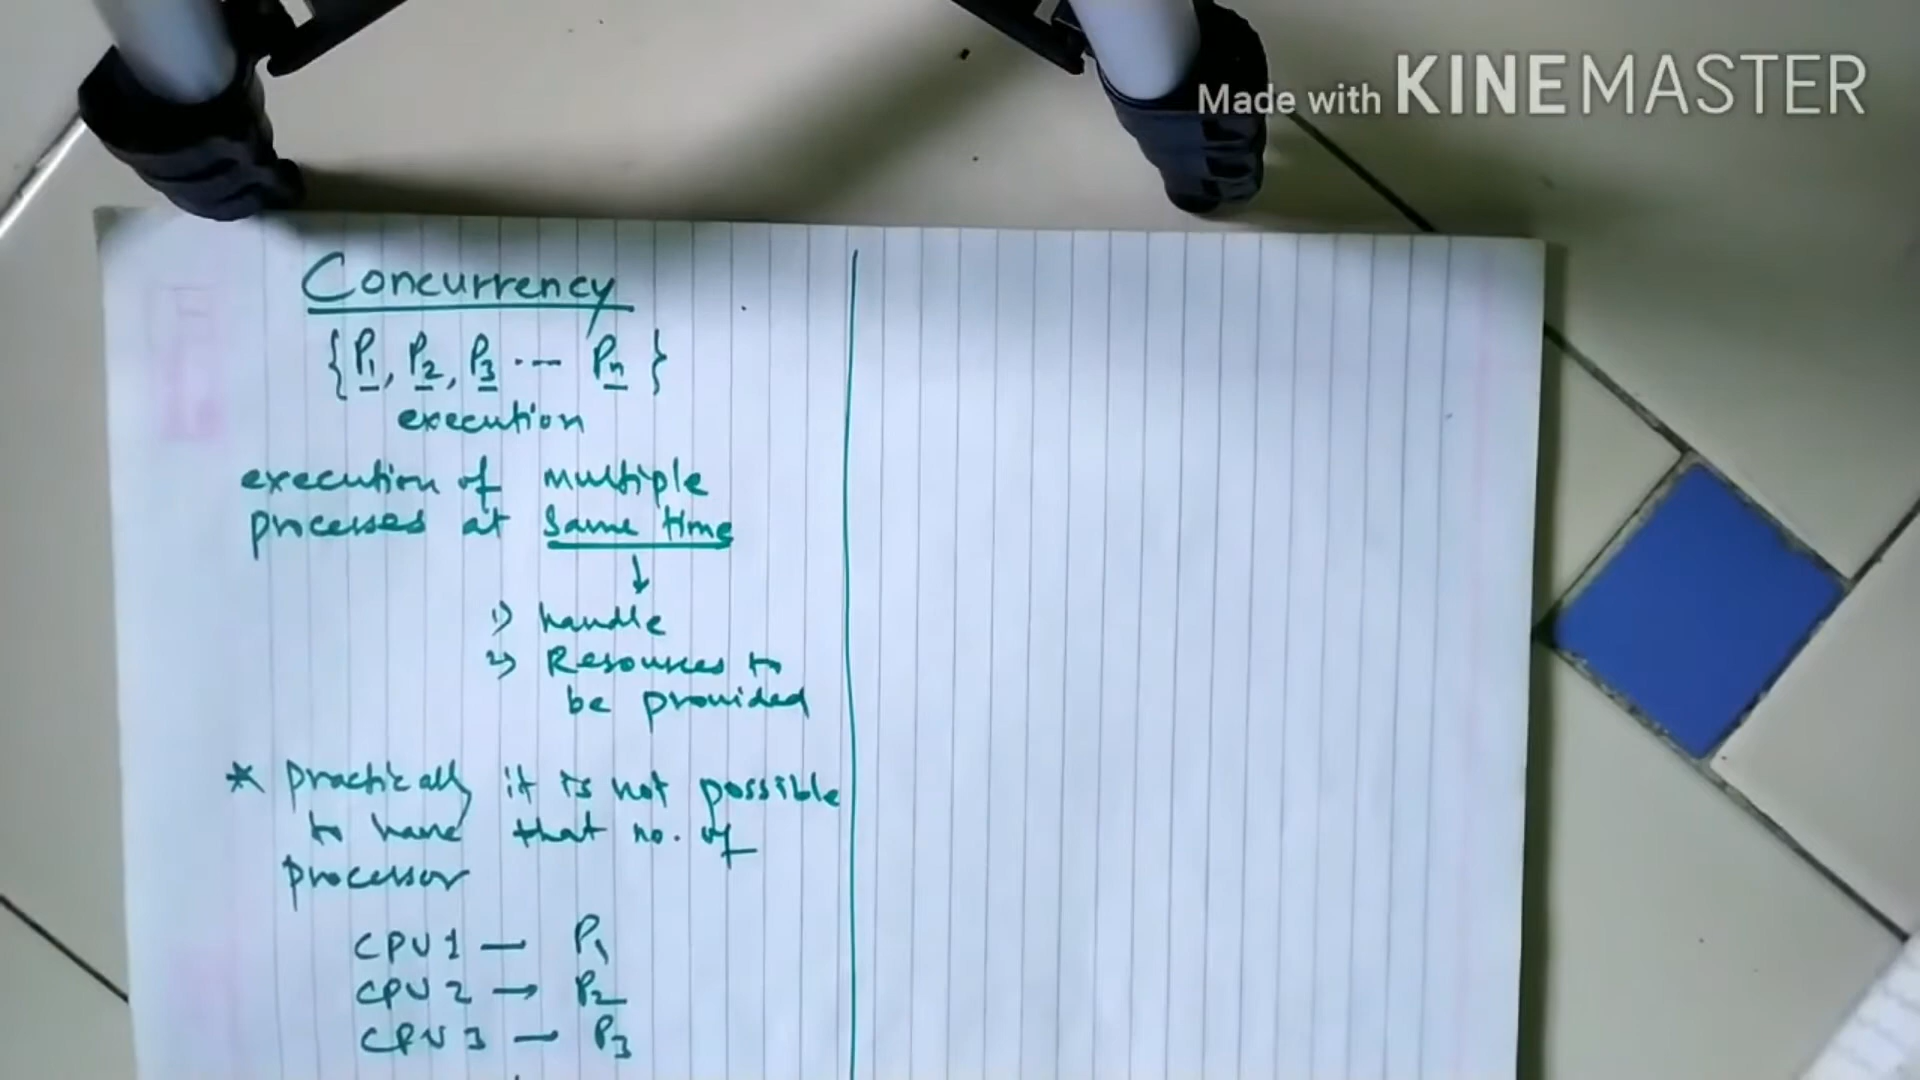 Made with KINEMASTER
Concurrency
{P1, P2, P3 ·-- Pn}
execution
execution of multiple
processes at same time
↓
1) handle
2) Resources to
be provided
* practically it is not possible
to have that no. of
processor
CPU 1 — P1
CPU 2 → P2
CPU 3 — P3